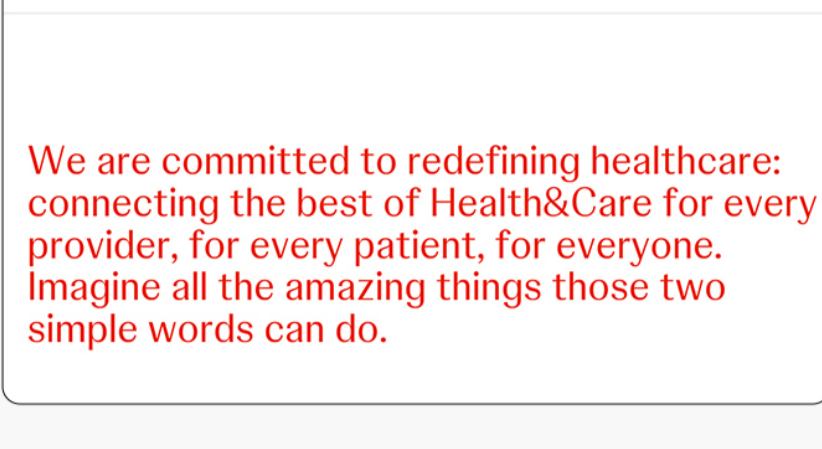 We are committed to redefining healthcare:
connecting the best of Health&Care for every
provider, for every patient, for everyone.
Imagine all the amazing things those two
simple words can do.